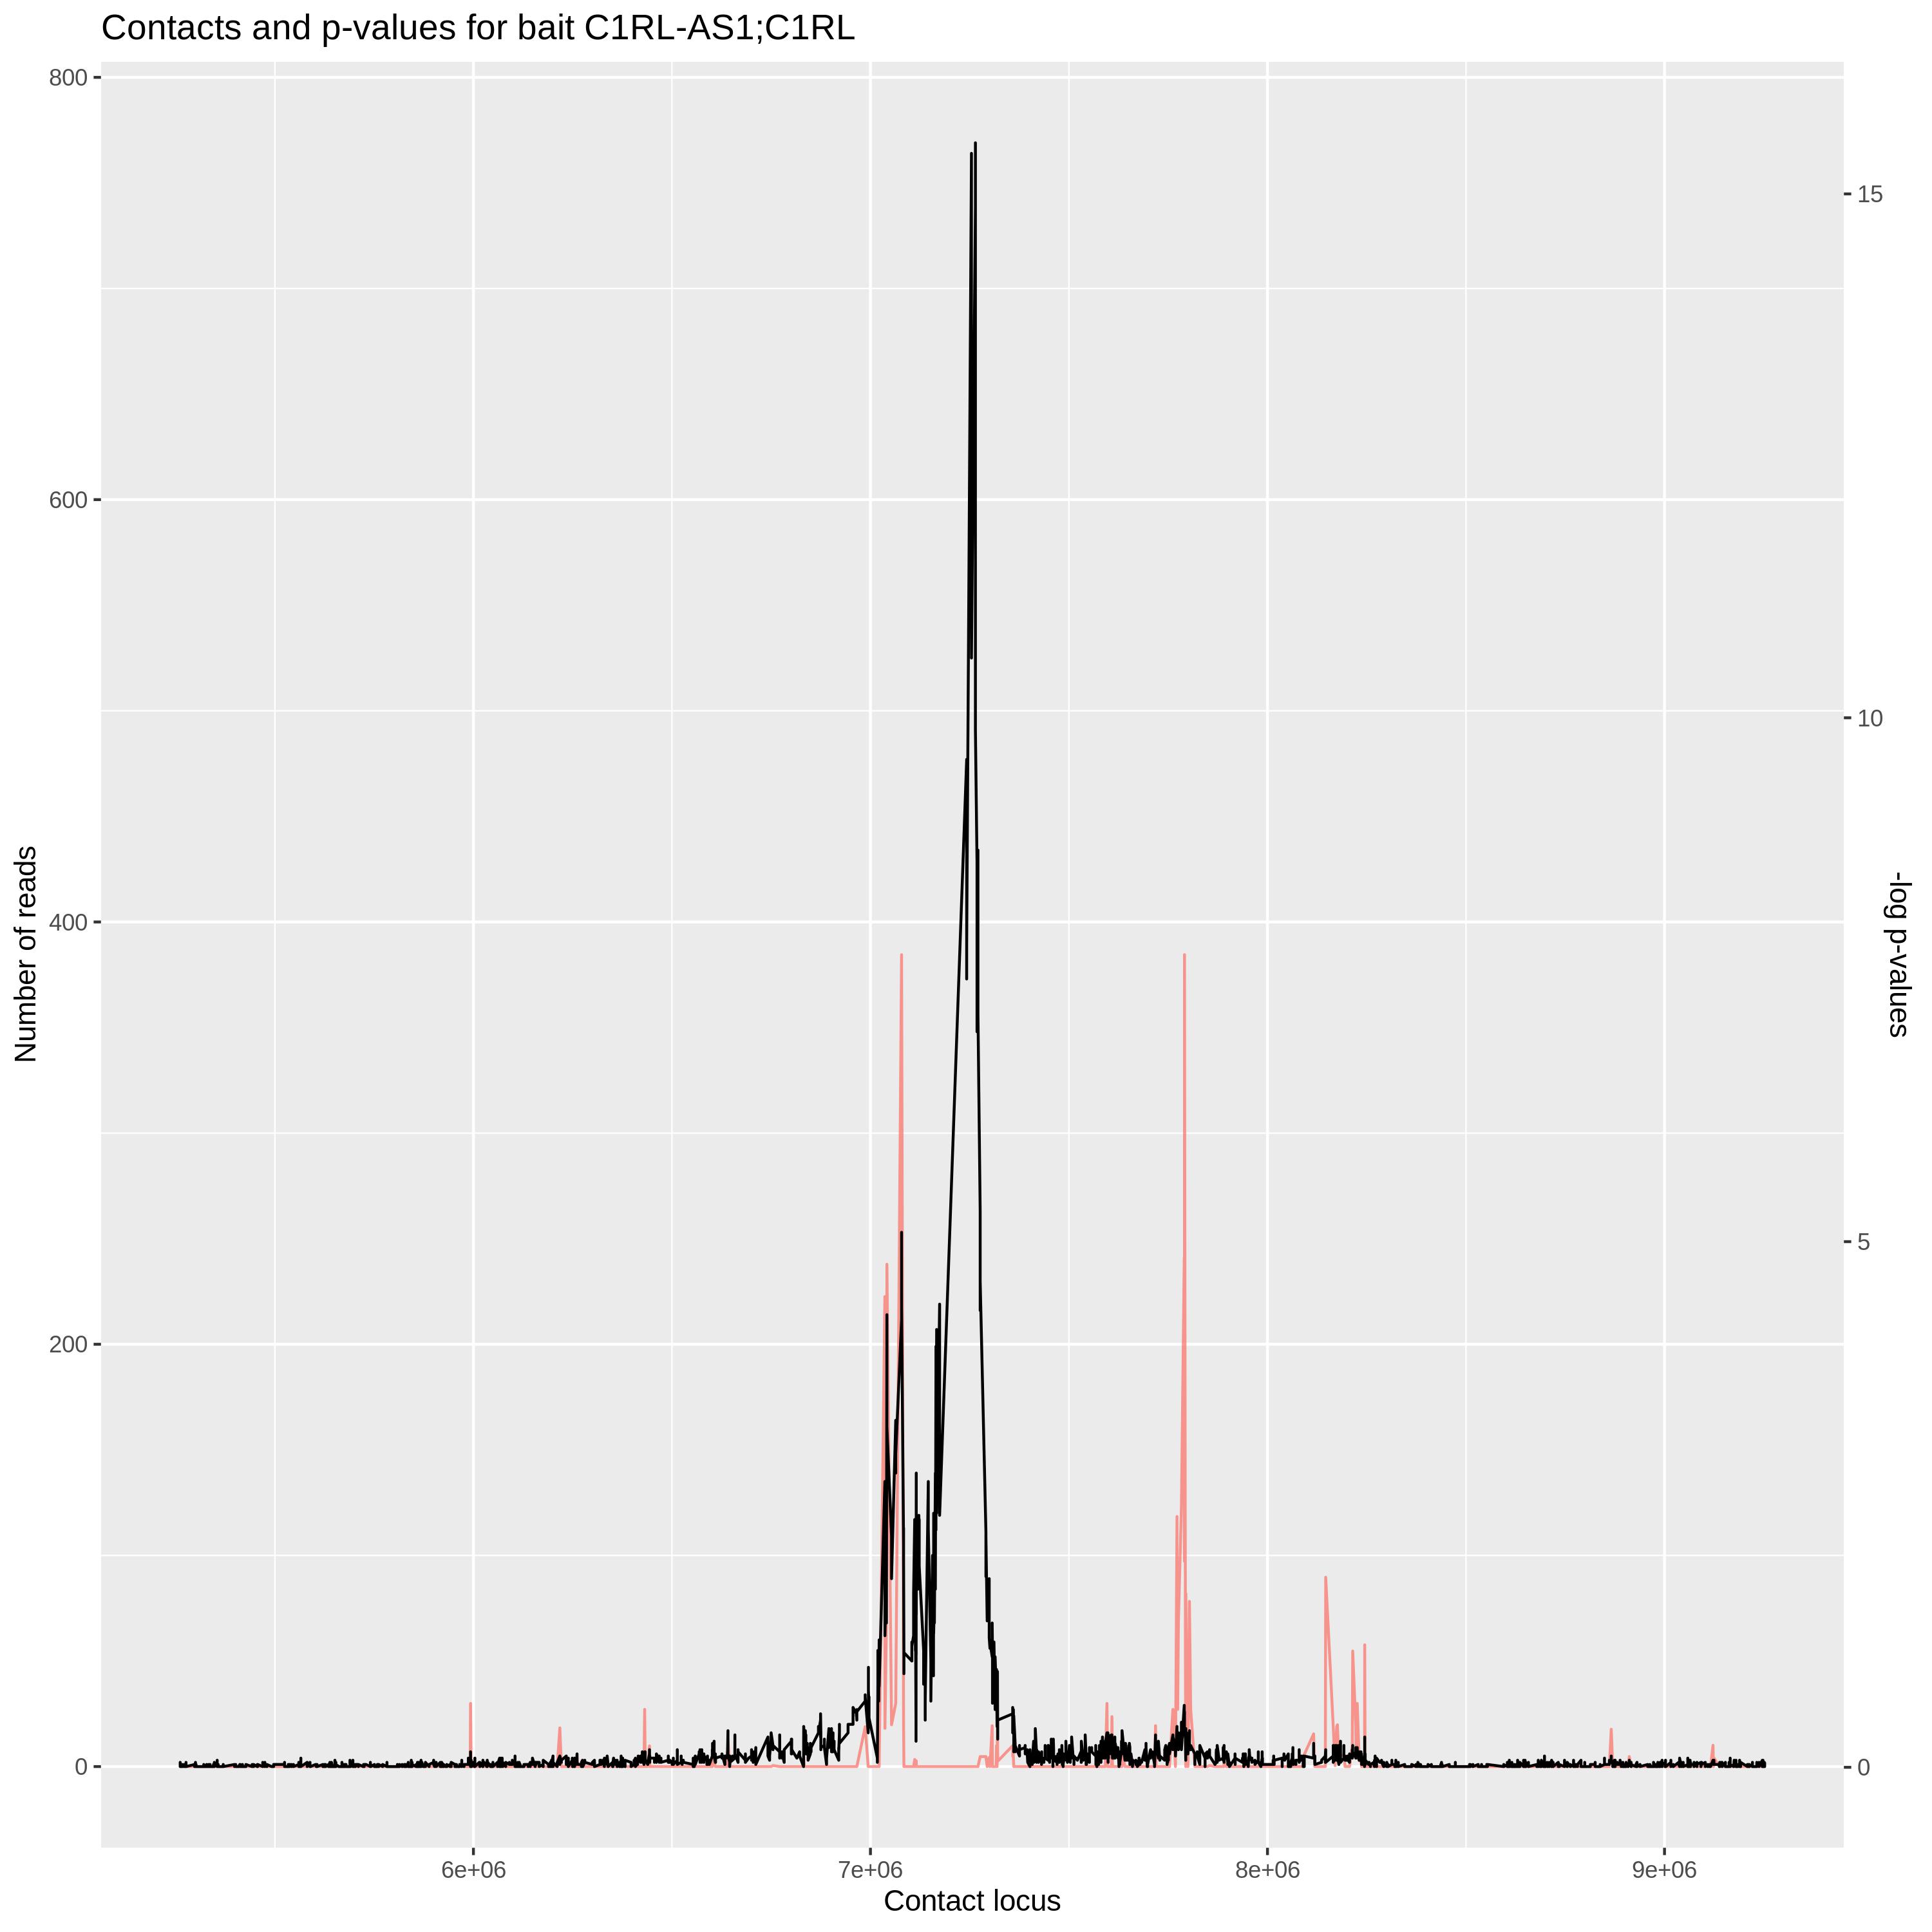 Contacts and p-values for bait C1RL-AS1;C1RL
800
600
400
200
0
Number of reads
15
10
5
0
-log p-values
6e+06
7e+06
8e+06
9e+06
Contact locus